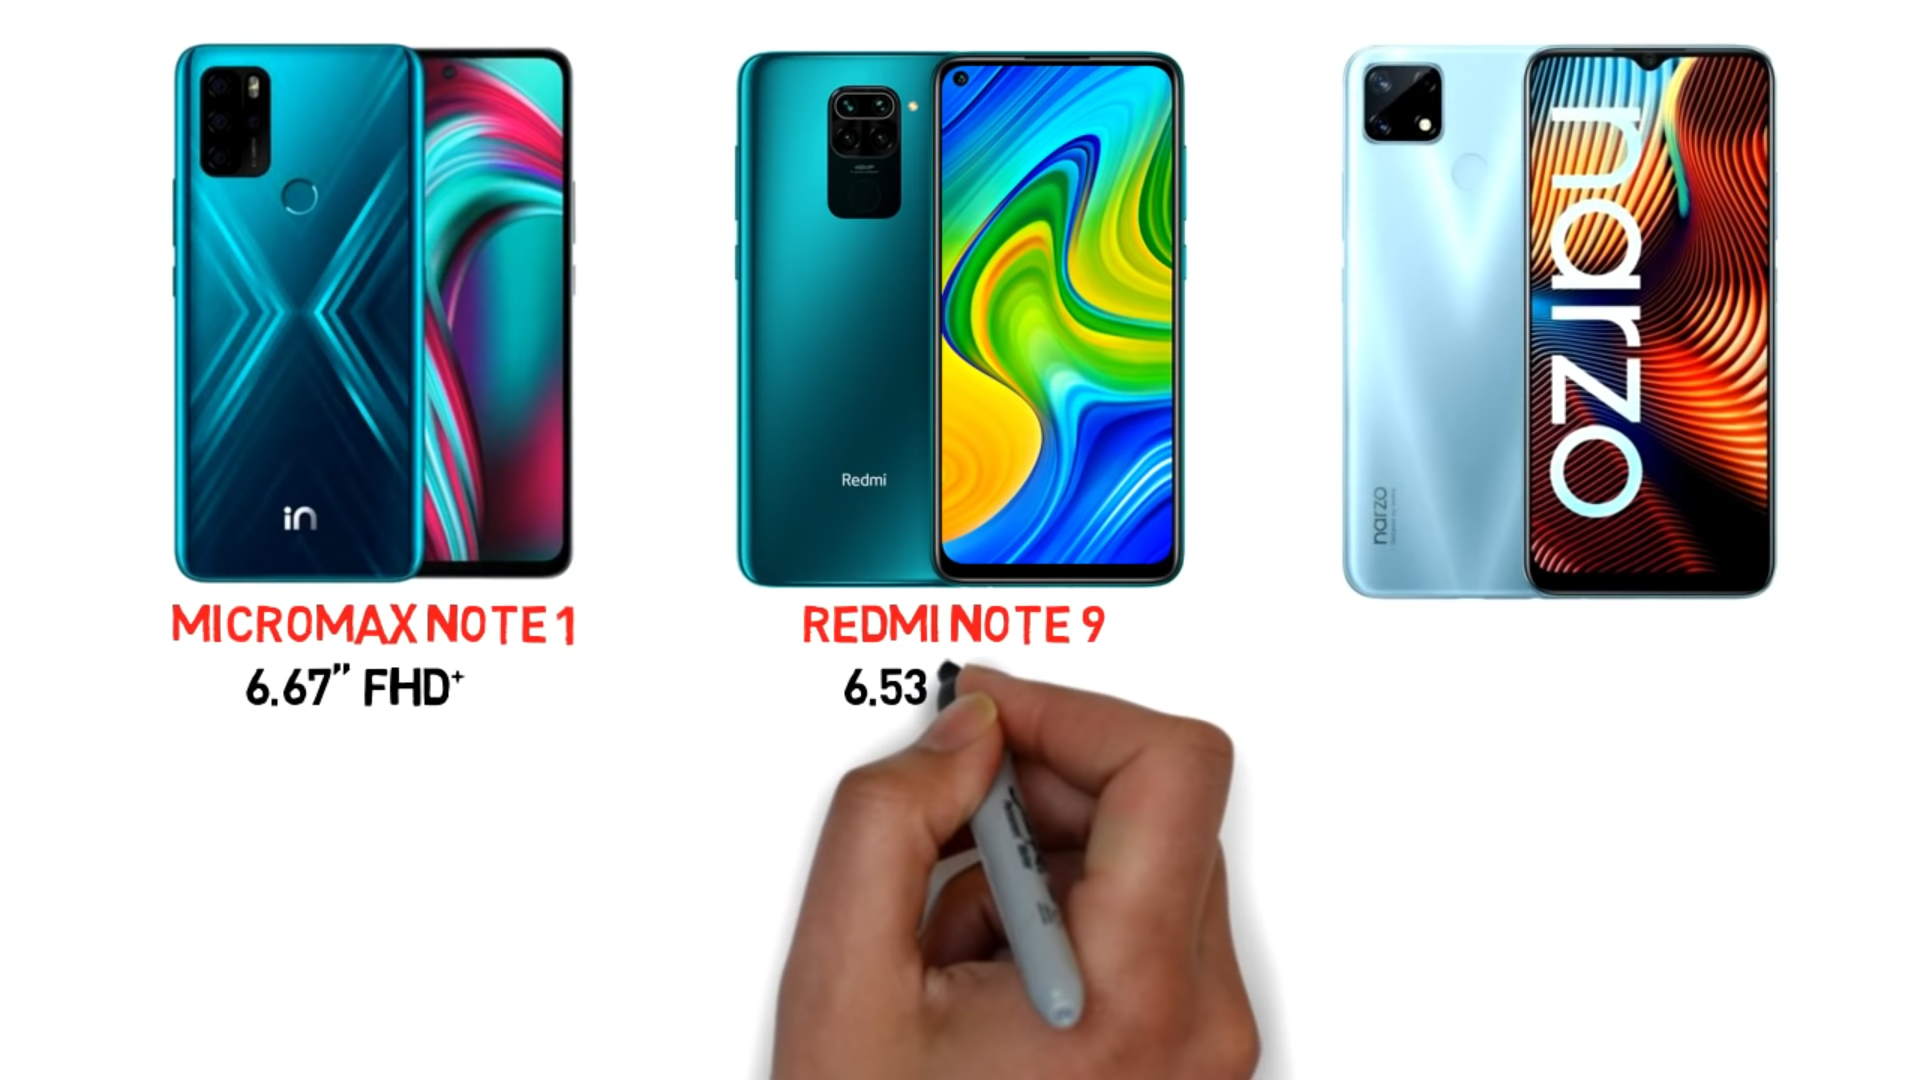 in
Redmi
narzo
narzo
MICROMAX NOTE 1
REDMI NOTE 9
6.67" FHD+
6.53